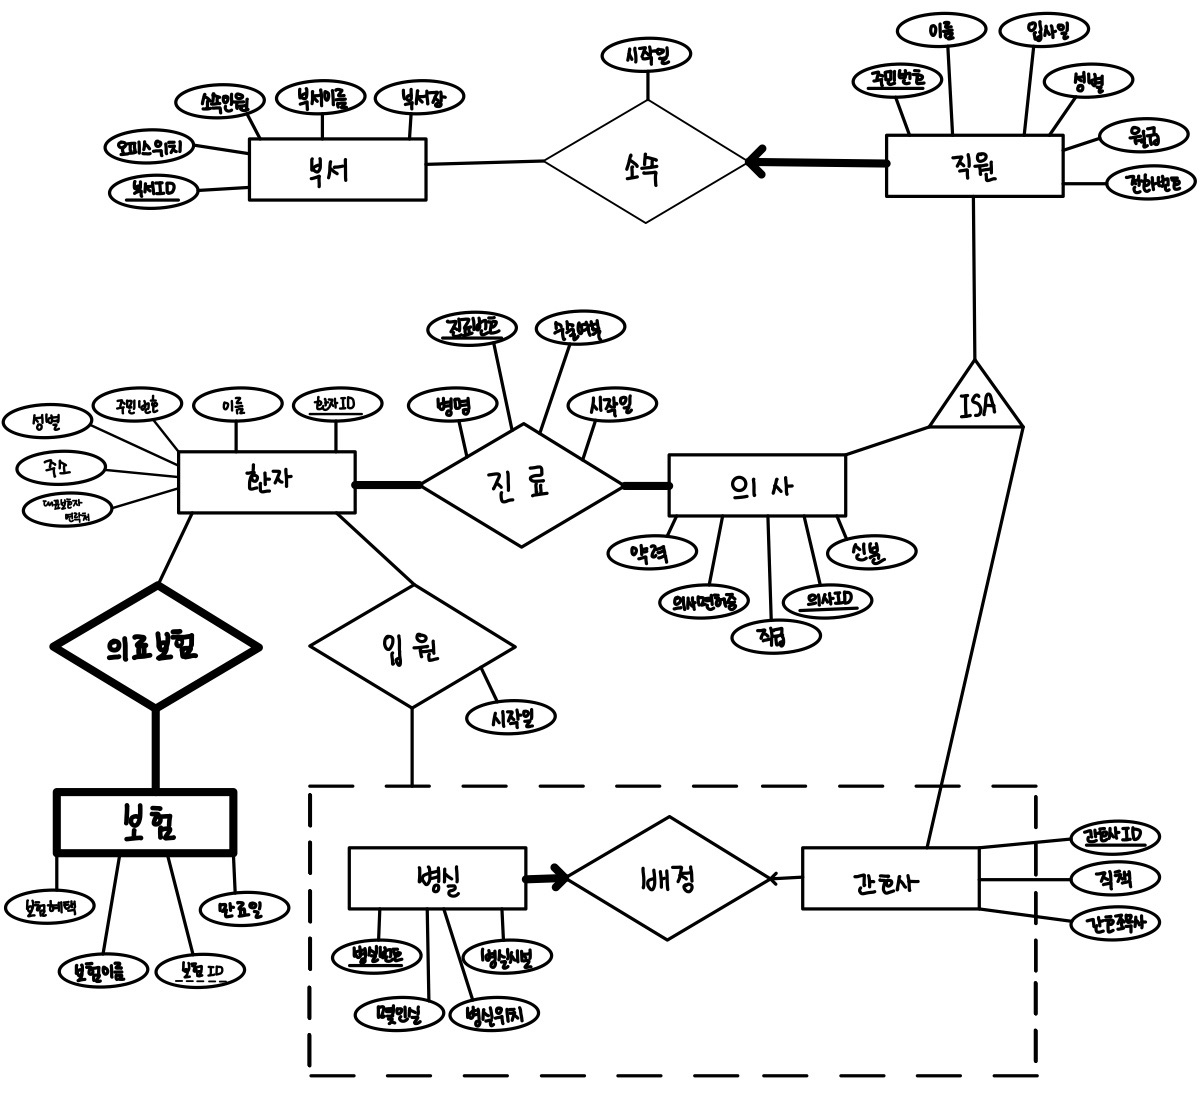 이름
입사일
시작일
주민번호
성별
소속인원
부서이름
부서장
월급
오피스위치
부서
소속
직원
전화번호
부서ID
진료번호
수술여부
성별
주민번호
이름
환자ID
병명
시작일
ISA
주소
환자
진료
의사
대표보호자
연락처
약력
신분
의사면허증
의사ID
직급
의료보험
입원
시작일
보험
간호사ID
병실
배정
간호사
직책
보험혜택
만료일
간호조무사
병실번호
병실시설
보험이름
보험ID
몇인실
병실위치